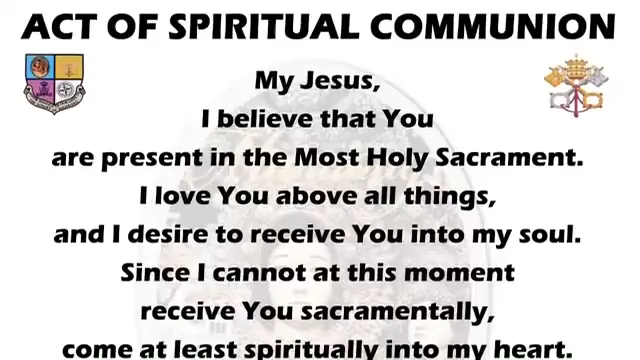 ACT OF SPIRITUAL COMMUNION
My Jesus,
I believe that You
are present in the Most Holy Sacrament.
I love You above all things,
and I desire to receive You into my soul.
Since I cannot at this moment
receive You sacramentally,
come at least spiritually into my heart.